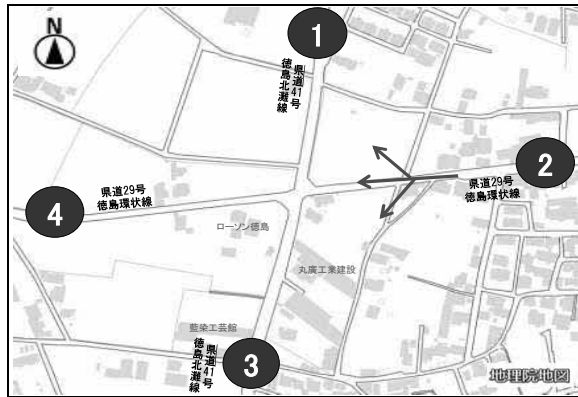 N
1
県道41号
徳島北灘線
2
県道29号
徳島環状線
県道29号
徳島環状線
4
ローソン徳島
丸廣工業建設
藍染工芸館
県道41号
徳島北灘線
3
地理院地図